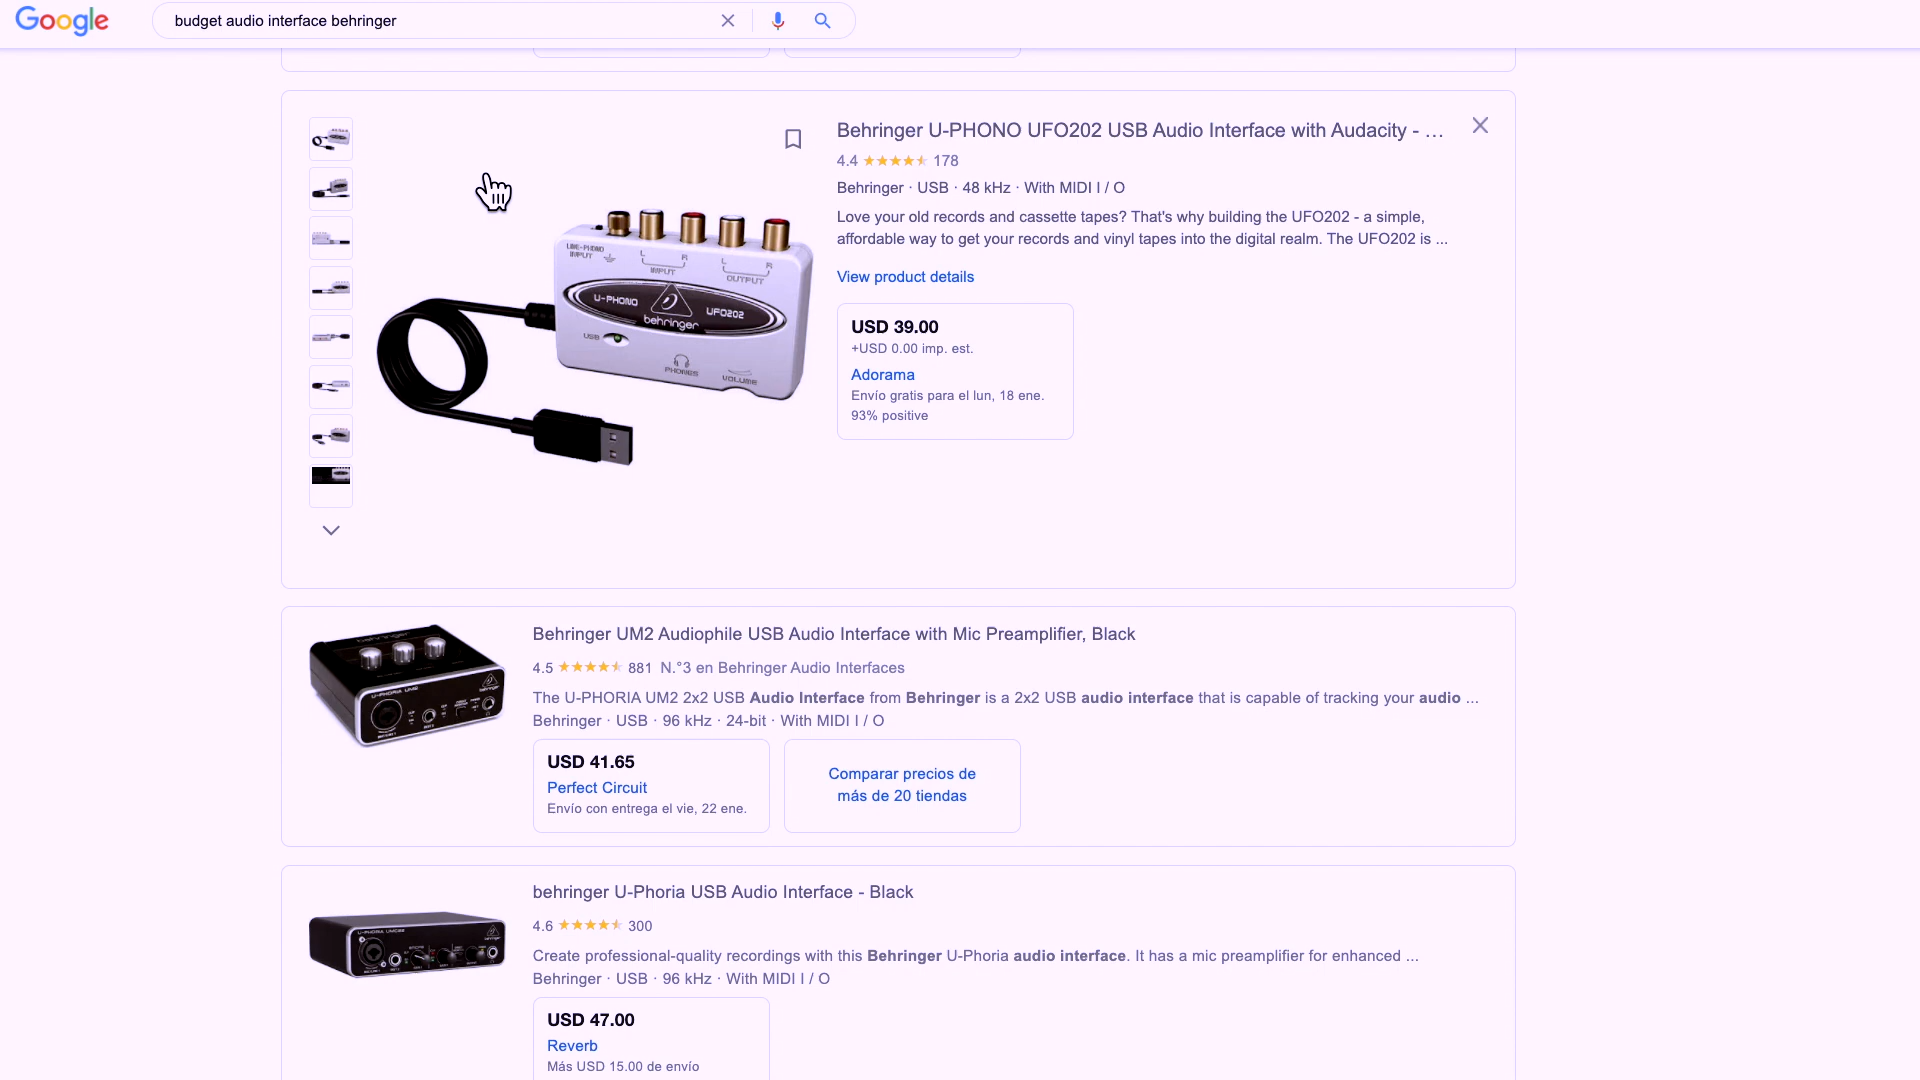 Google
budget audio interface behringer
Behringer U-PHONO UFO202 USB Audio Interface with Audacity - ...
4.4 178
Behringer · USB · 48 kHz · With MIDI I / O
Love your old records and cassette tapes? That's why building the UFO202 - a simple,
affordable way to get your records and vinyl tapes into the digital realm. The UFO202 is ...
View product details
USD 39.00
+USD 0.00 imp. est.
Adorama
Envío gratis para el lun, 18 ene.
93% positive
LINE-PHONO
INPUT
L R
INPUT
L R
OUTPUT
U-PHONO
UFO202
behringer
USB
PHONES
VOLUME
Behringer UM2 Audiophile USB Audio Interface with Mic Preamplifier, Black
4.5 881 N.°3 en Behringer Audio Interfaces
The U-PHORIA UM2 2x2 USB Audio Interface from Behringer is a 2x2 USB audio interface that is capable of tracking your audio ...
Behringer · USB · 96 kHz · 24-bit · With MIDI I / O
USD 41.65
Perfect Circuit
Envío con entrega el vie, 22 ene.
Comparar precios de
más de 20 tiendas
U-PHORIA UM2
behringer U-Phoria USB Audio Interface - Black
4.6 300
Create professional-quality recordings with this Behringer U-Phoria audio interface. It has a mic preamplifier for enhanced ...
Behringer · USB · 96 kHz · With MIDI I / O
USD 47.00
Reverb
Más USD 15.00 de envío